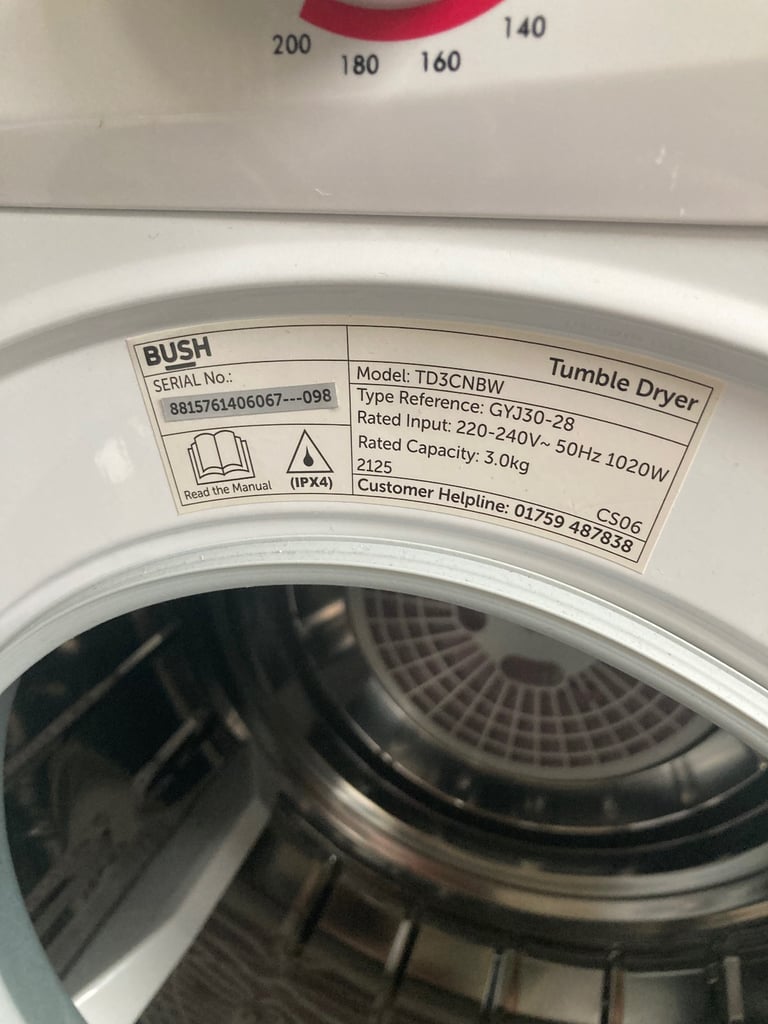 200
180
160
140
BUSH
Tumble Dryer
SERIAL No.:
8815761406067---098
Model: TD3CNBW
Type Reference: GYJ30-28
Rated Input: 220-240V~ 50Hz 1020W
Rated Capacity: 3.0kg
2125
CS06
Read the Manual
(IPX4)
Customer Helpline: 01759 487838